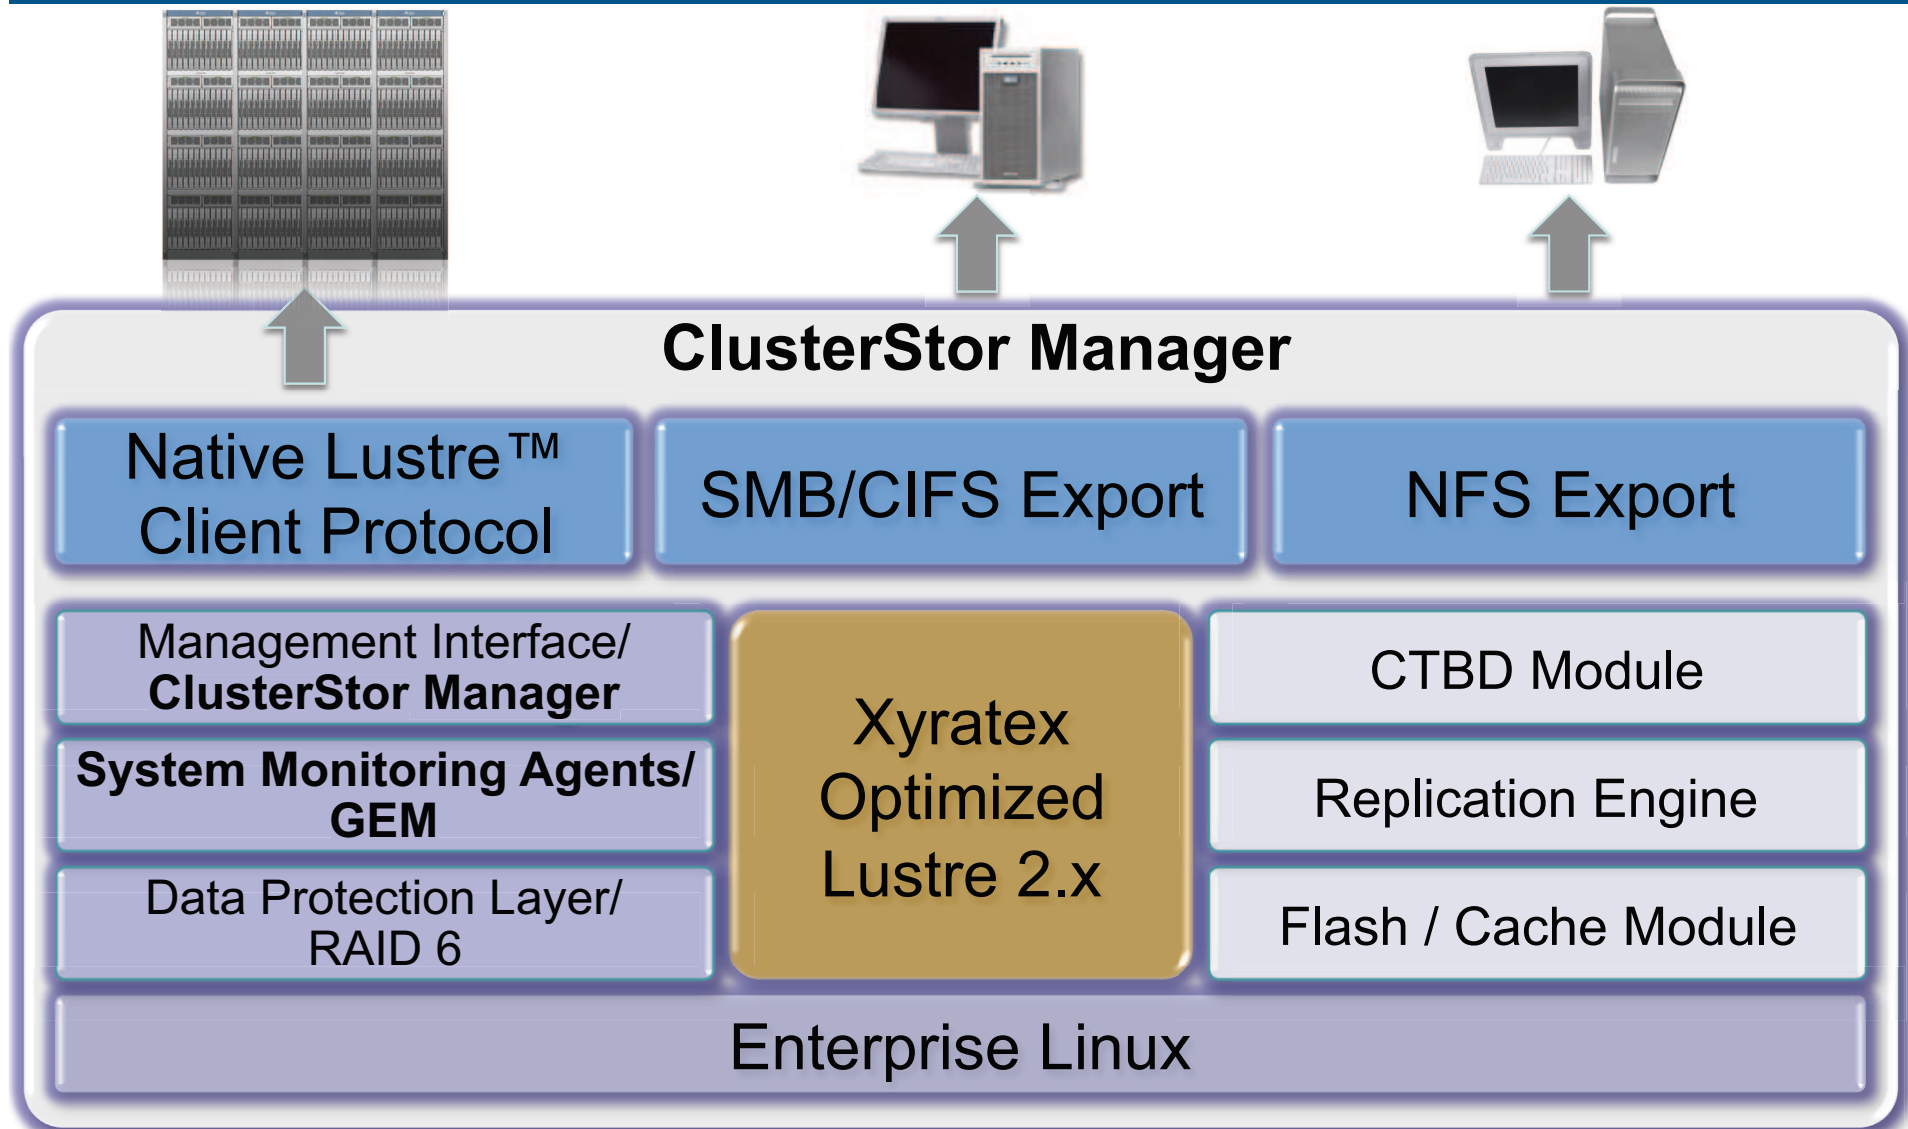 ClusterStor Manager
Native Lustre™
Client Protocol
SMB/CIFS Export
NFS Export
Management Interface/
ClusterStor Manager
System Monitoring Agents/
GEM
Data Protection Layer/
RAID 6
Xyratex
Optimized
Lustre 2.x
CTBD Module
Replication Engine
Flash / Cache Module
Enterprise Linux